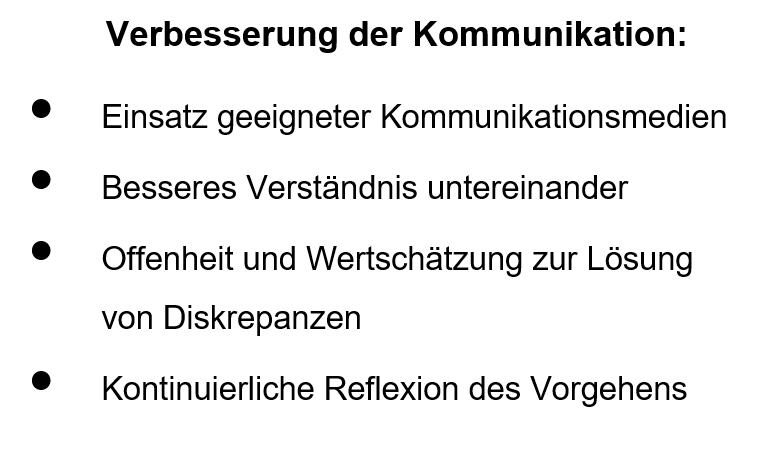 Verbesserung der Kommunikation:
• Einsatz geeigneter Kommunikationsmedien
• Besseres Verständnis untereinander
• Offenheit und Wertschätzung zur Lösung
von Diskrepanzen
• Kontinuierliche Reflexion des Vorgehens